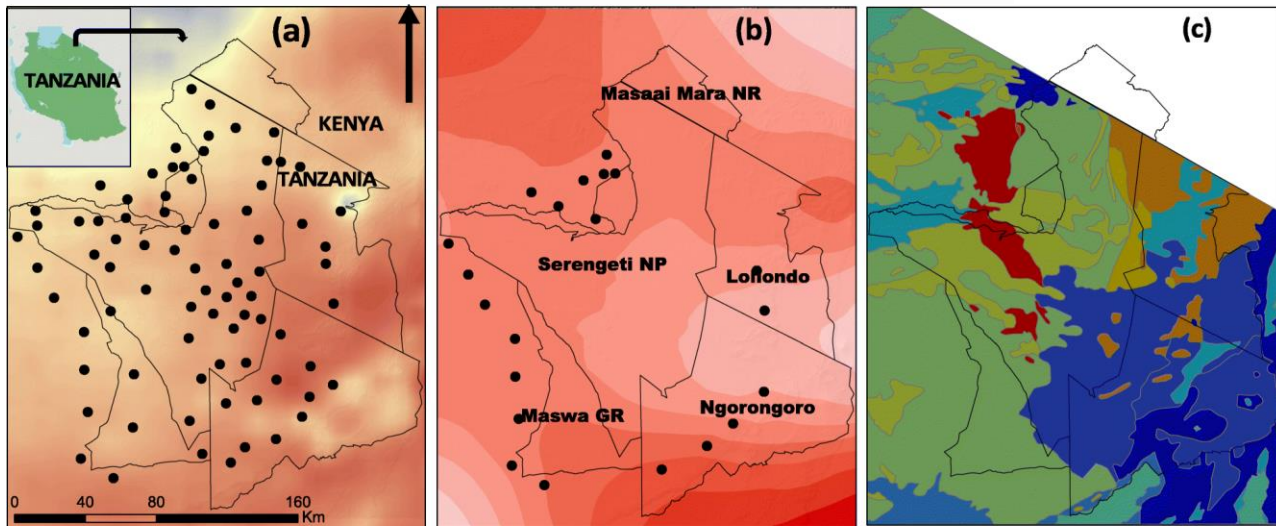 (a)
TANZANIA
KENYA
TANZANIA
0 40 80 160
Km
(b)
Masaai Mara NR
Serengeti NP
Loliondo
Maswa GR
Ngorongoro
(c)